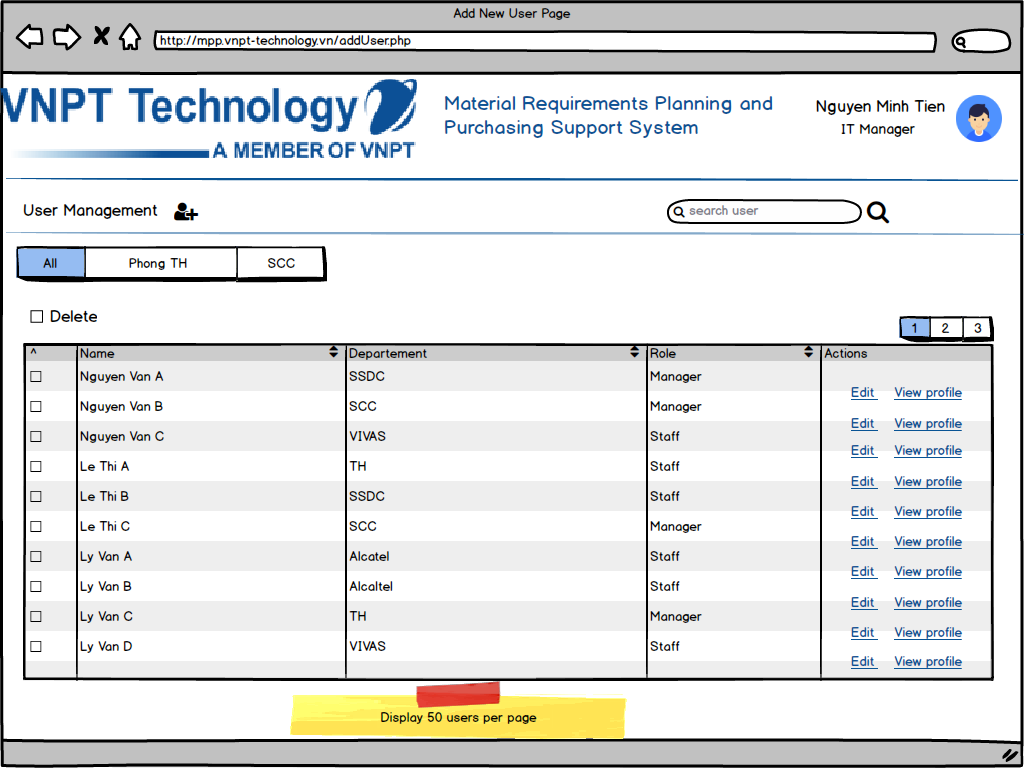 Add New User Page
http://mpp.vnpt-technology.vn/addUser.php
VNPT Technology
A MEMBER OF VNPT
Material Requirements Planning and
Purchasing Support System
Nguyen Minh Tien
IT Manager
User Management
search user
All Phong TH SCC
Delete
1 2 3
^ Name Departement Role Actions
Nguyen Van A SSDC Manager
Edit View profile
Nguyen Van B SCC Manager
Edit View profile
Nguyen Van C VIVAS Staff
Edit View profile
Le Thi A TH Staff
Edit View profile
Le Thi B SSDC Staff
Edit View profile
Le Thi C SCC Manager
Edit View profile
Ly Van A Alcatel Staff
Edit View profile
Ly Van B Alcaltel Staff
Edit View profile
Ly Van C TH Manager
Edit View profile
Ly Van D VIVAS Staff
Edit View profile
Display 50 users per page